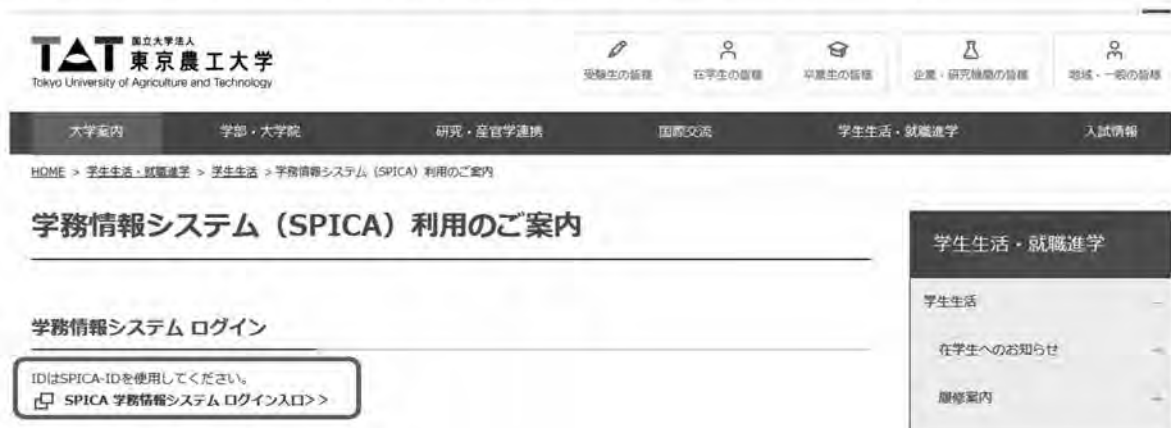 国立大学法人
TAT 東京農工大学
Tokyo University of Agriculture and Technology
受験生の皆様 在学生の皆様 卒業生の皆様 企業・研究機関の皆様 地域・一般の皆様
大学案内 学部・大学院 研究・産官学連携 国際交流 学生生活・就職進学 入試情報
HOME > 学生生活・就職進学 > 学生生活 > 学務情報システム（SPICA）利用のご案内
学務情報システム（SPICA）利用のご案内
学務情報システム ログイン
IDはSPICA-IDを使用してください。
SPICA 学務情報システム ログイン入口>>
学生生活・就職進学
学生生活
在学生へのお知らせ
履修案内